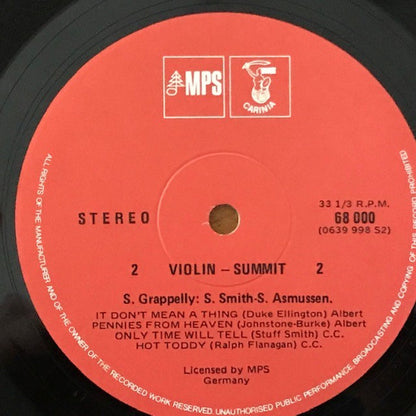 MPS
CARINIA
33 1/3 R.P.M.
STEREO
68 000
(0639 998 S2)
2 VIOLIN – SUMMIT 2
S. Grappelly: S. Smith-S. Asmussen.
IT DON'T MEAN A THING (Duke Ellington) Albert
PENNIES FROM HEAVEN (Johnstone-Burke) Albert
ONLY TIME WILL TELL (Stuff Smith) C.C.
HOT TODDY (Ralph Flanagan) C.C.
Licensed by MPS
Germany
ALL RIGHTS OF THE MANUFACTURER AND OF THE OWNER OF THE RECORDED WORK RESERVED. UNAUTHORISED PUBLIC PERFORMANCE, BROADCASTING AND COPYING OF THIS RECORD PROHIBITED